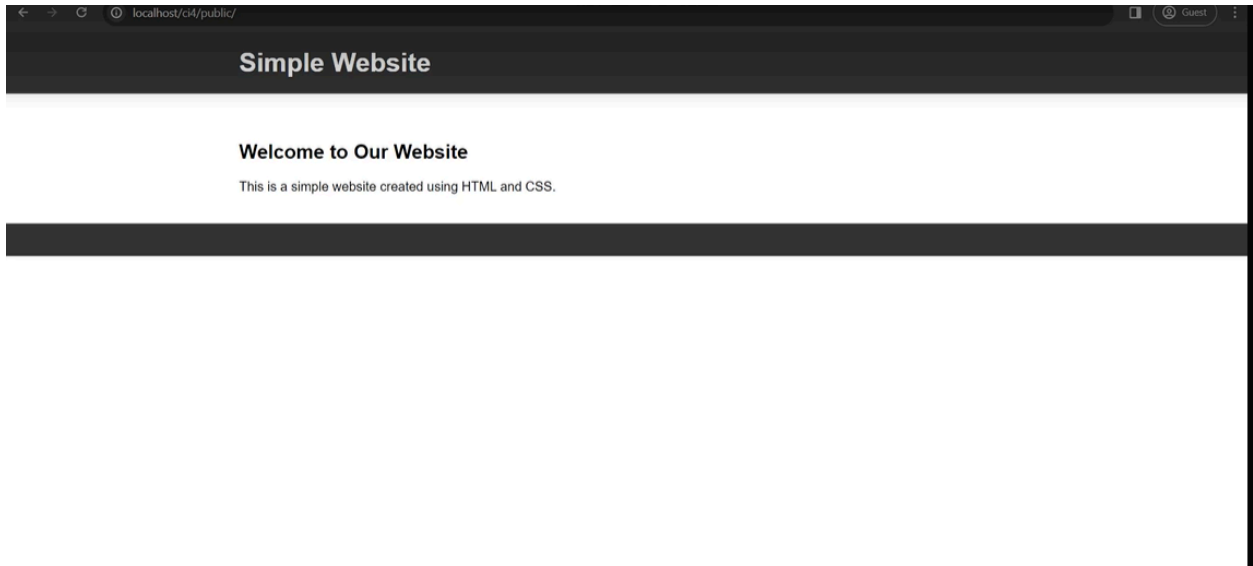 localhost/ci4/public/
Guest
Simple Website
Welcome to Our Website
This is a simple website created using HTML and CSS.